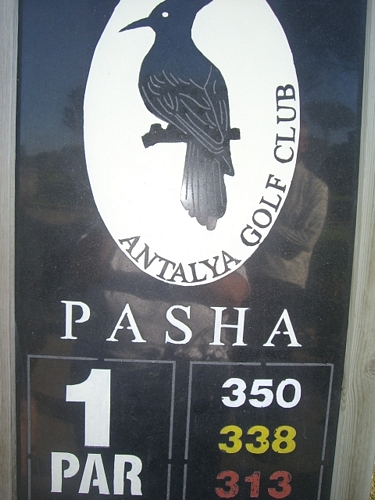 ANTALYA GOLF CLUB
PASHA
1
PAR
350
338
313